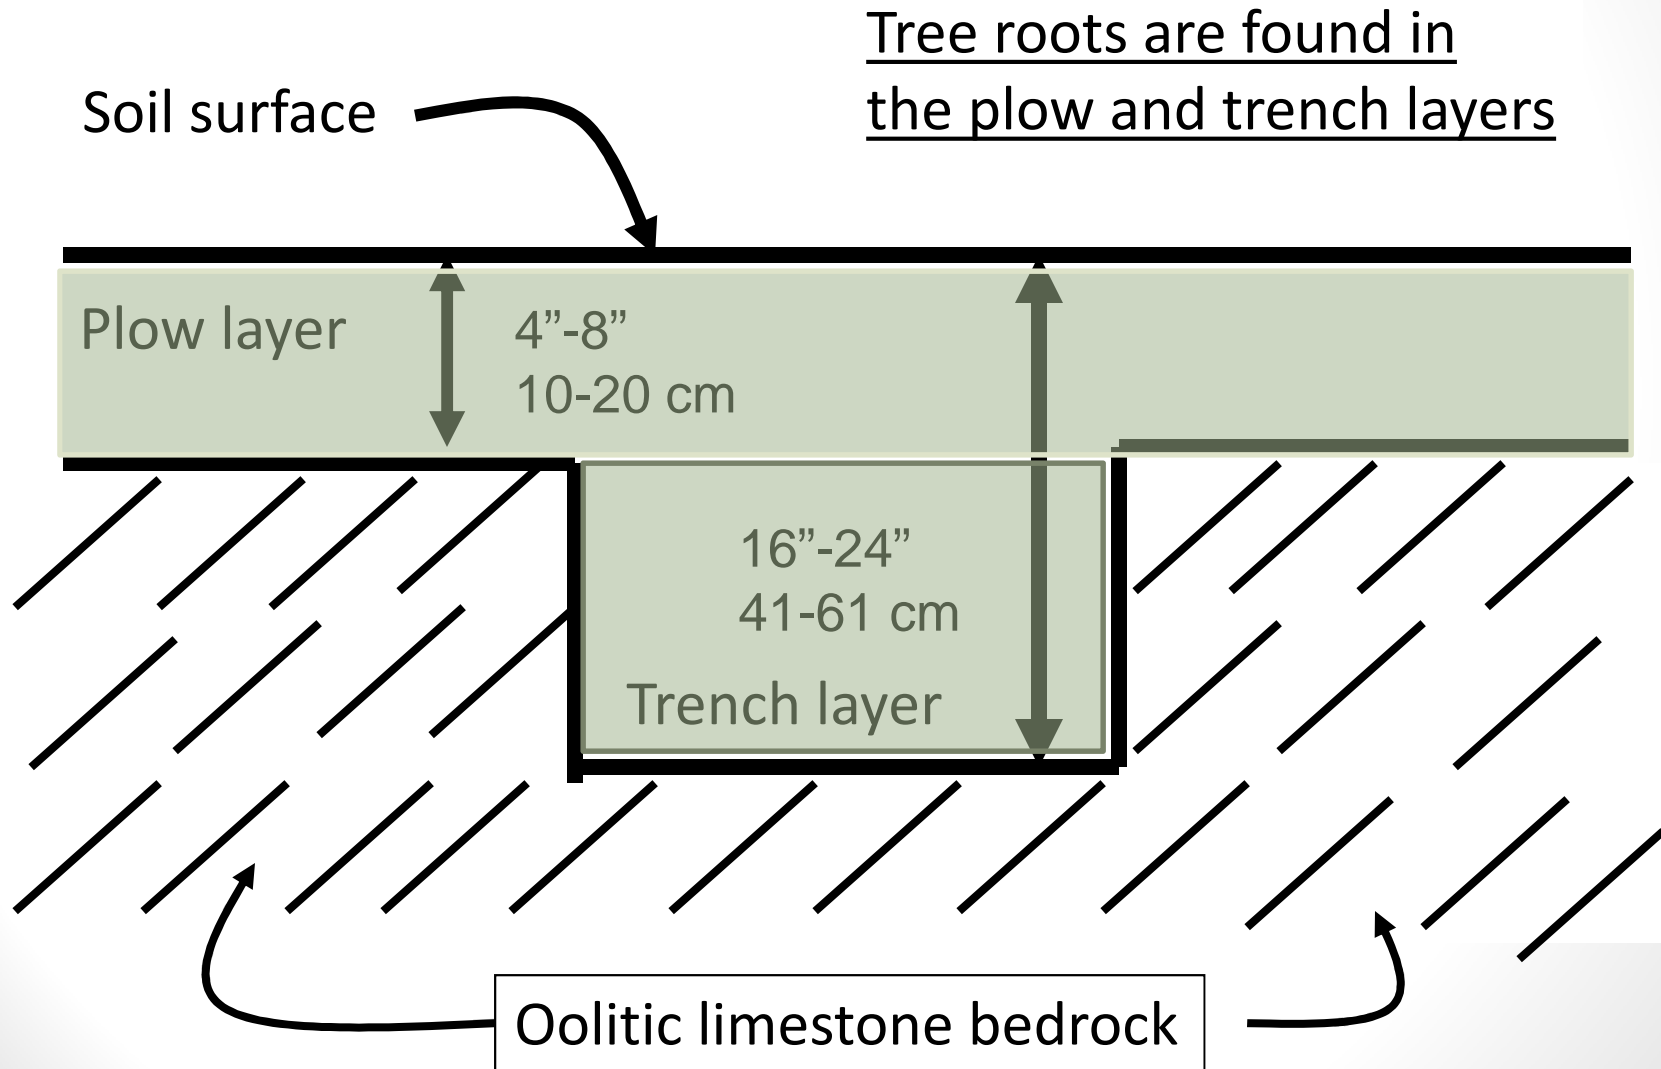 Tree roots are found in
the plow and trench layers
Soil surface
Plow layer
4”-8”
10-20 cm
16”-24”
41-61 cm
Trench layer
Oolitic limestone bedrock